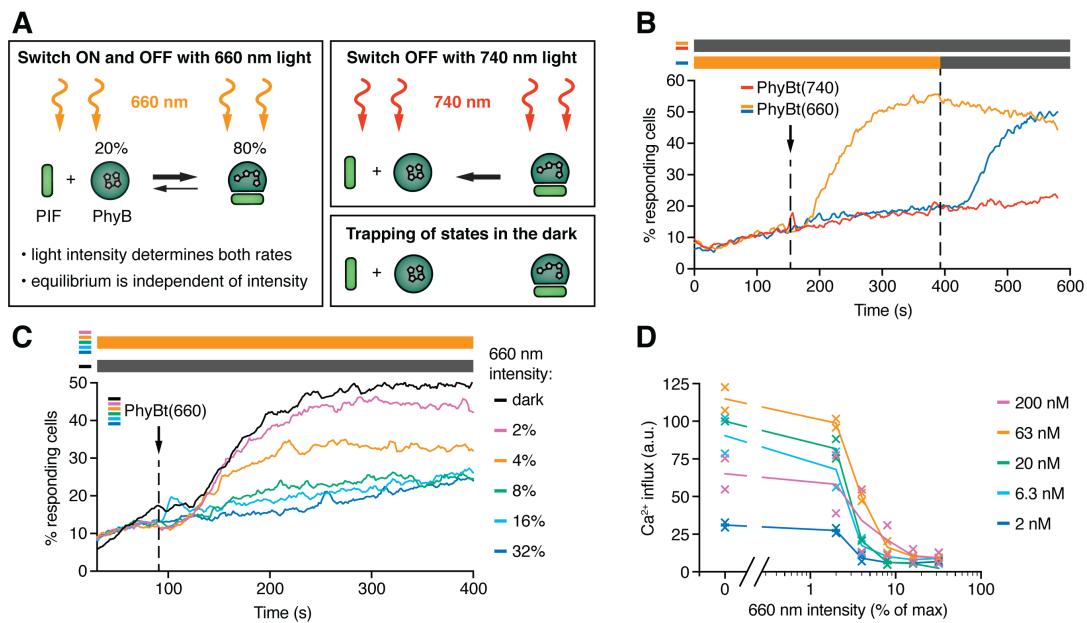 A
Switch ON and OFF with 660 nm light
660 nm
20%
80%
+
PIF
PhyB
• light intensity determines both rates
• equilibrium is independent of intensity
Switch OFF with 740 nm light
740 nm
+
Trapping of states in the dark
+
B
60
50
40
30
20
10
0
% responding cells
PhyBt(740)
PhyBt(660)
0
100
200
300
400
500
600
Time (s)
C
50
40
30
20
10
0
% responding cells
PhyBt(660)
100
200
300
400
Time (s)
660 nm
intensity:
dark
2%
4%
8%
16%
32%
D
125
100
75
50
25
0
Ca²⁺ influx (a.u.)
0
1
10
100
660 nm intensity (% of max)
200 nM
63 nM
20 nM
6.3 nM
2 nM